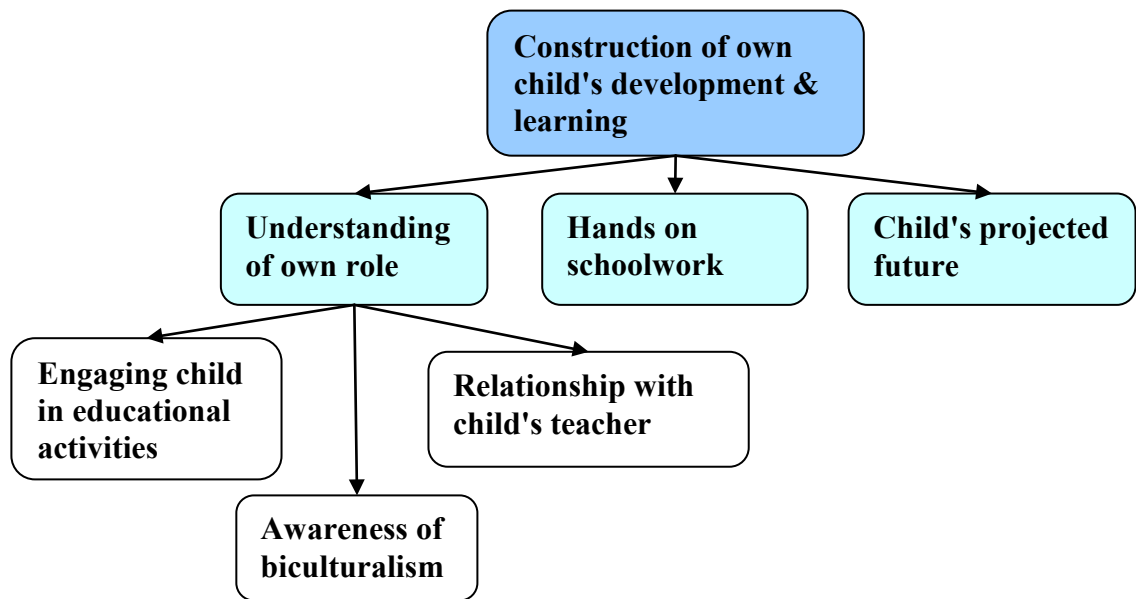 Construction of own
child's development &
learning
Understanding
of own role
Hands on
schoolwork
Child's projected
future
Engaging child
in educational
activities
Relationship with
child's teacher
Awareness of
biculturalism